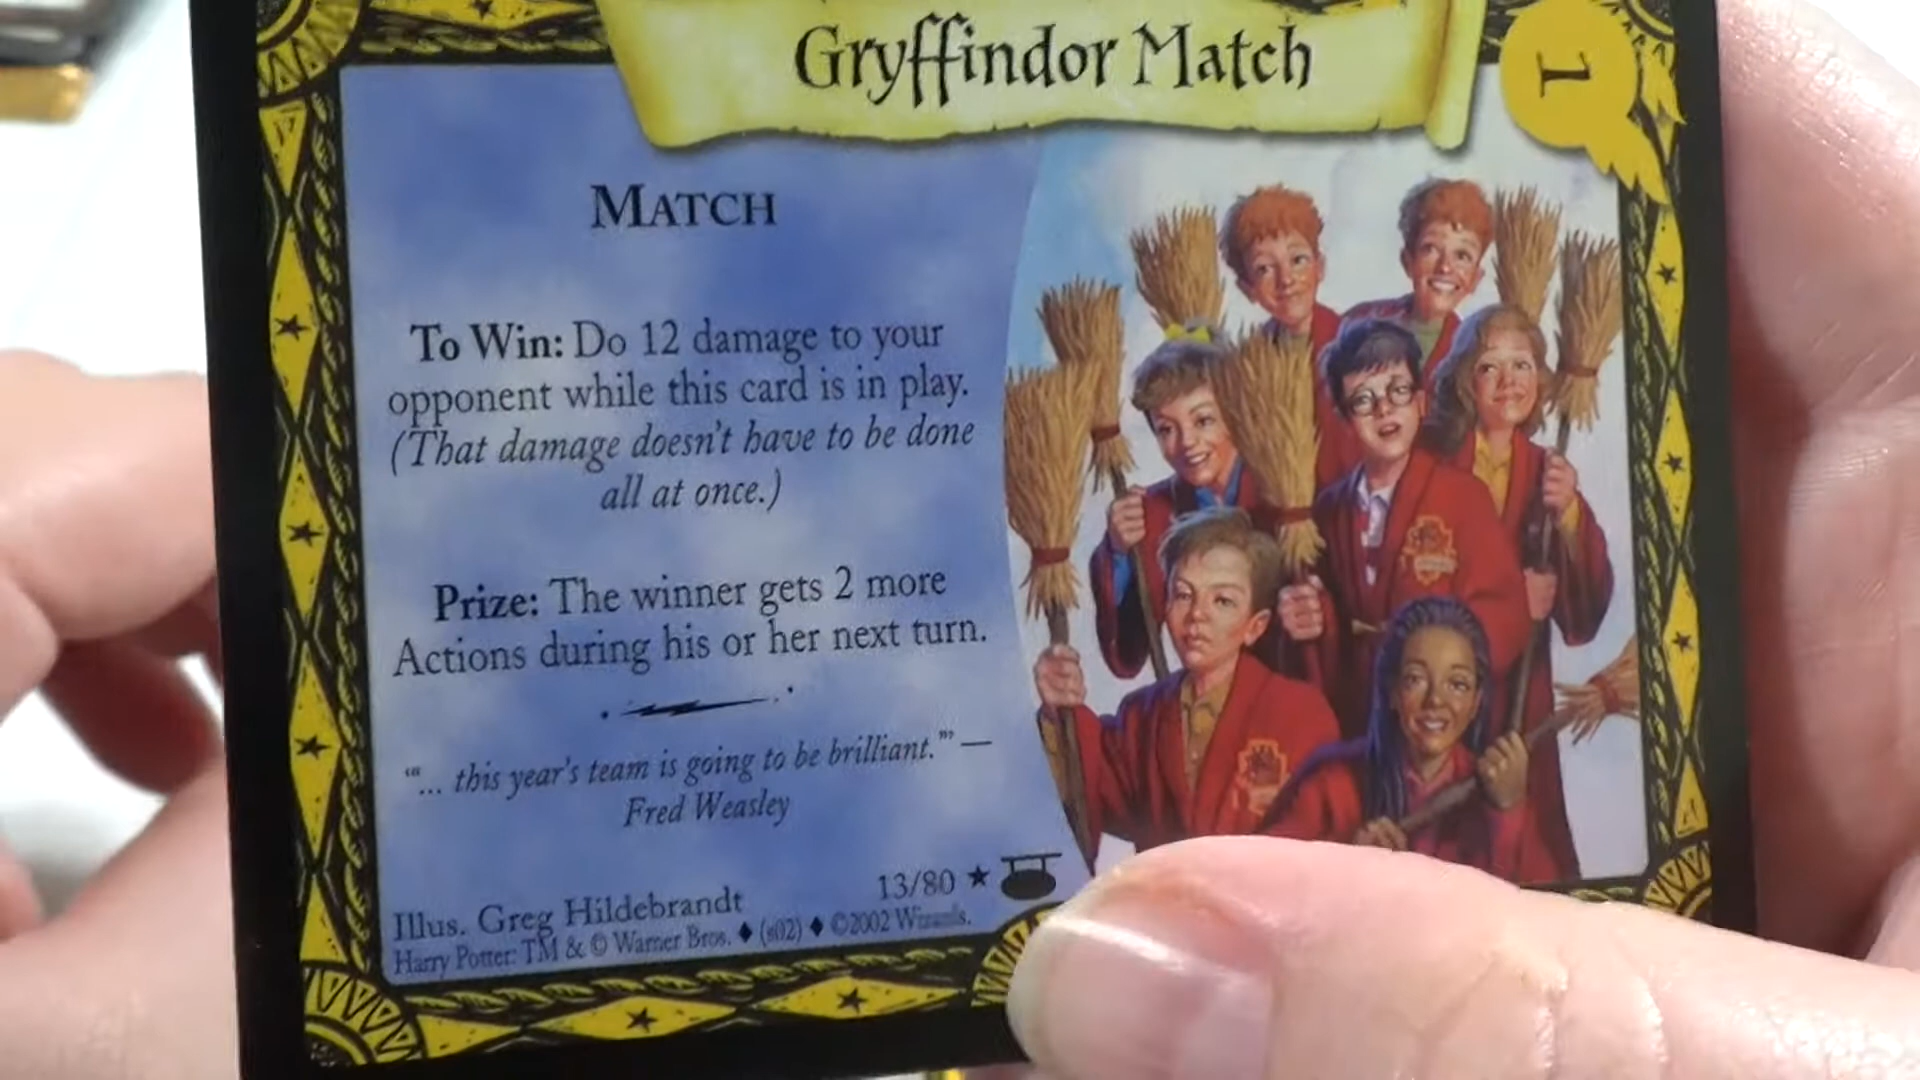 Gryffindor Match
1
MATCH
To Win: Do 12 damage to your
opponent while this card is in play.
(That damage doesn't have to be done
all at once.)
Prize: The winner gets 2 more
Actions during his or her next turn.
“‘... this year's team is going to be brilliant.’” —
Fred Weasley
13/80 ★
Illus. Greg Hildebrandt
Harry Potter: TM & © Warner Bros. ♦ (s02) ♦ ©2002 Wizards.